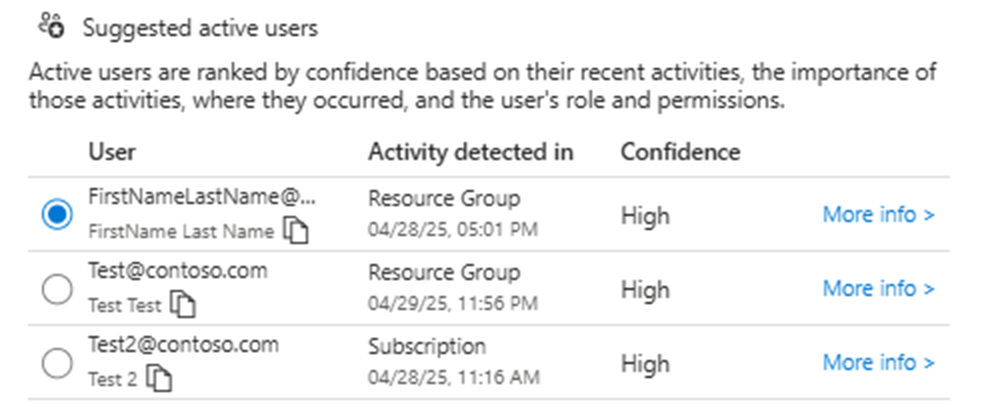 Suggested active users
Active users are ranked by confidence based on their recent activities, the importance of
those activities, where they occurred, and the user's role and permissions.
User Activity detected in Confidence
FirstNameLastName@... Resource Group High More info >
FirstName Last Name 04/28/25, 05:01 PM
Test@contoso.com Resource Group High More info >
Test Test 04/29/25, 11:56 PM
Test2@contoso.com Subscription High More info >
Test 2 04/28/25, 11:16 AM